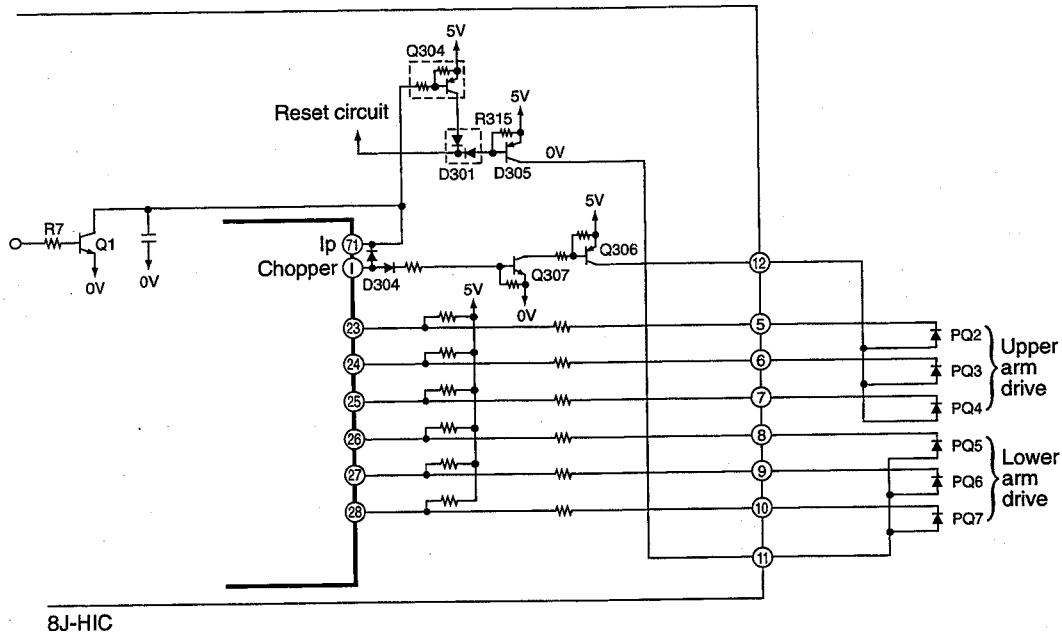 5V
Q304
5V
Reset circuit
R315
0V
D301
D305
R7
Q1
0V
0V
5V
Ip
71
Q306
Chopper
1
D304
Q307
12
5V
0V
23
5
PQ2
24
6
PQ3
Upper
arm
drive
25
7
PQ4
26
8
PQ5
27
9
PQ6
Lower
arm
drive
28
10
PQ7
11
8J-HIC